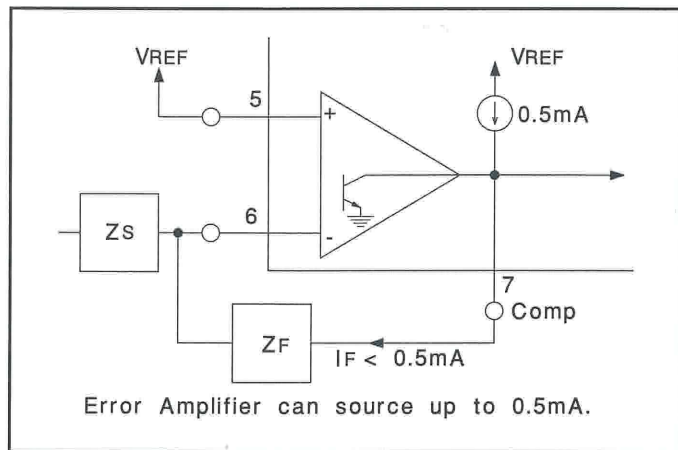 VREF
VREF
5
+
0.5mA
6
-
ZS
7
Comp
ZF
IF < 0.5mA
Error Amplifier can source up to 0.5mA.